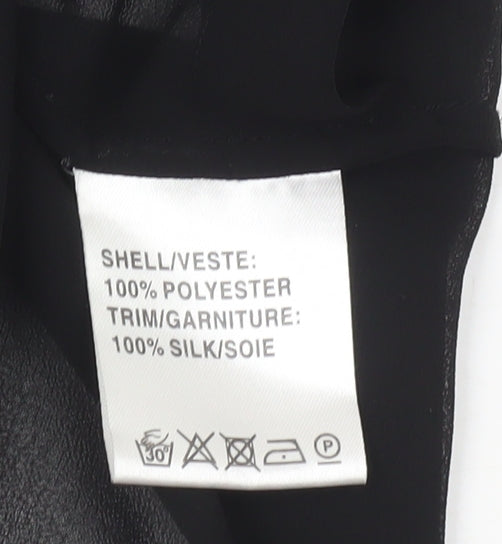 SHELL/VESTE:
100% POLYESTER
TRIM/GARNITURE:
100% SILK/SOIE
30° P